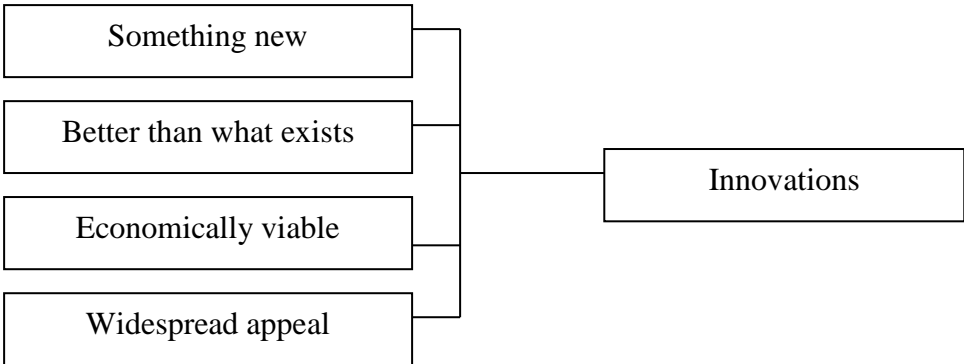 Something new
Better than what exists
Economically viable
Widespread appeal
Innovations